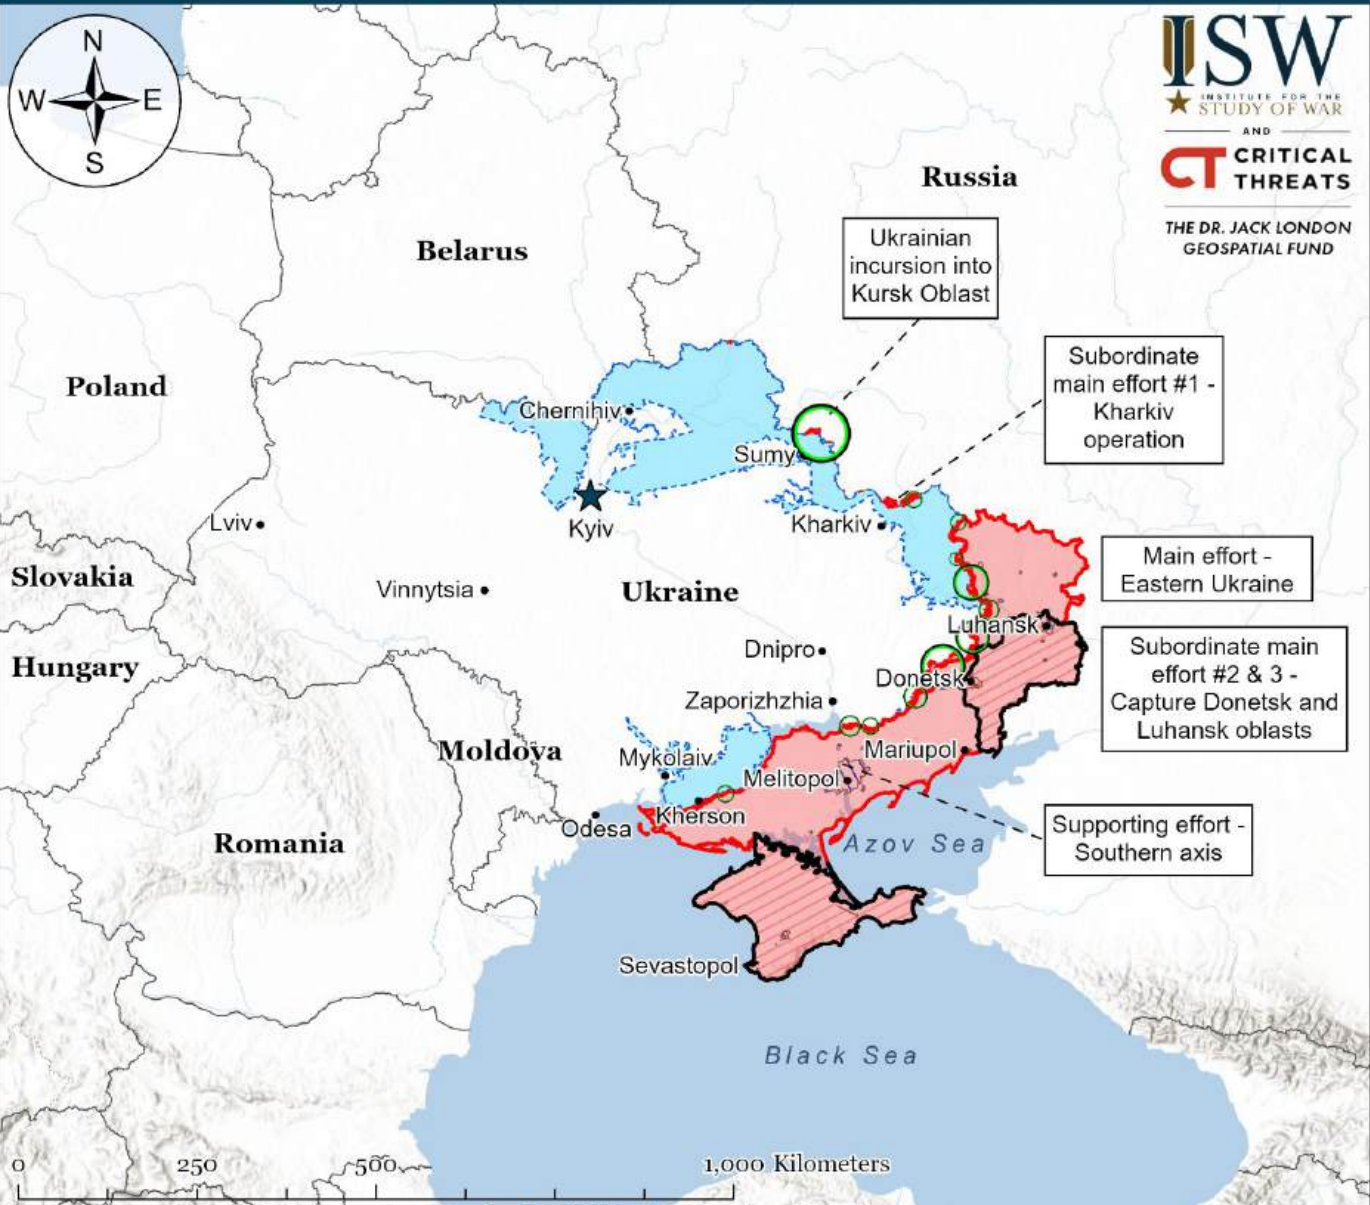 N
W
E
S
ISW
INSTITUTE FOR THE
STUDY OF WAR
AND
CT CRITICAL
THREATS
THE DR. JACK LONDON
GEOSPATIAL FUND
Russia
Ukrainian
incursion into
Kursk Oblast
Belarus
Subordinate
main effort #1 -
Kharkiv
operation
Poland
Chernihiv
Sumy
Lviv
Kyiv
Kharkiv
Main effort -
Eastern Ukraine
Slovakia
Vinnytsia
Ukraine
Luhansk
Subordinate main
effort #2 & 3 -
Capture Donetsk and
Luhansk oblasts
Hungary
Dnipro
Donetsk
Zaporizhzhia
Moldova
Mykolaiv
Mariupol
Melitopol
Kherson
Odesa
Romania
Azov Sea
Supporting effort -
Southern axis
Sevastopol
Black Sea
0 250 500 1,000 Kilometers